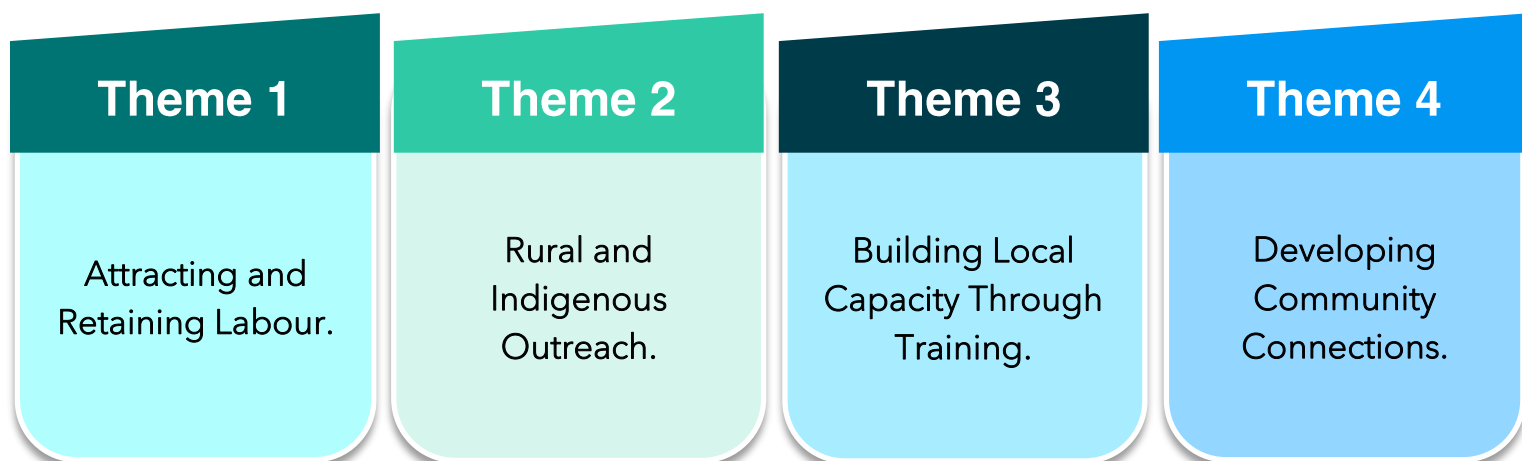 Theme 1
Attracting and
Retaining Labour.
Theme 2
Rural and
Indigenous
Outreach.
Theme 3
Building Local
Capacity Through
Training.
Theme 4
Developing
Community
Connections.